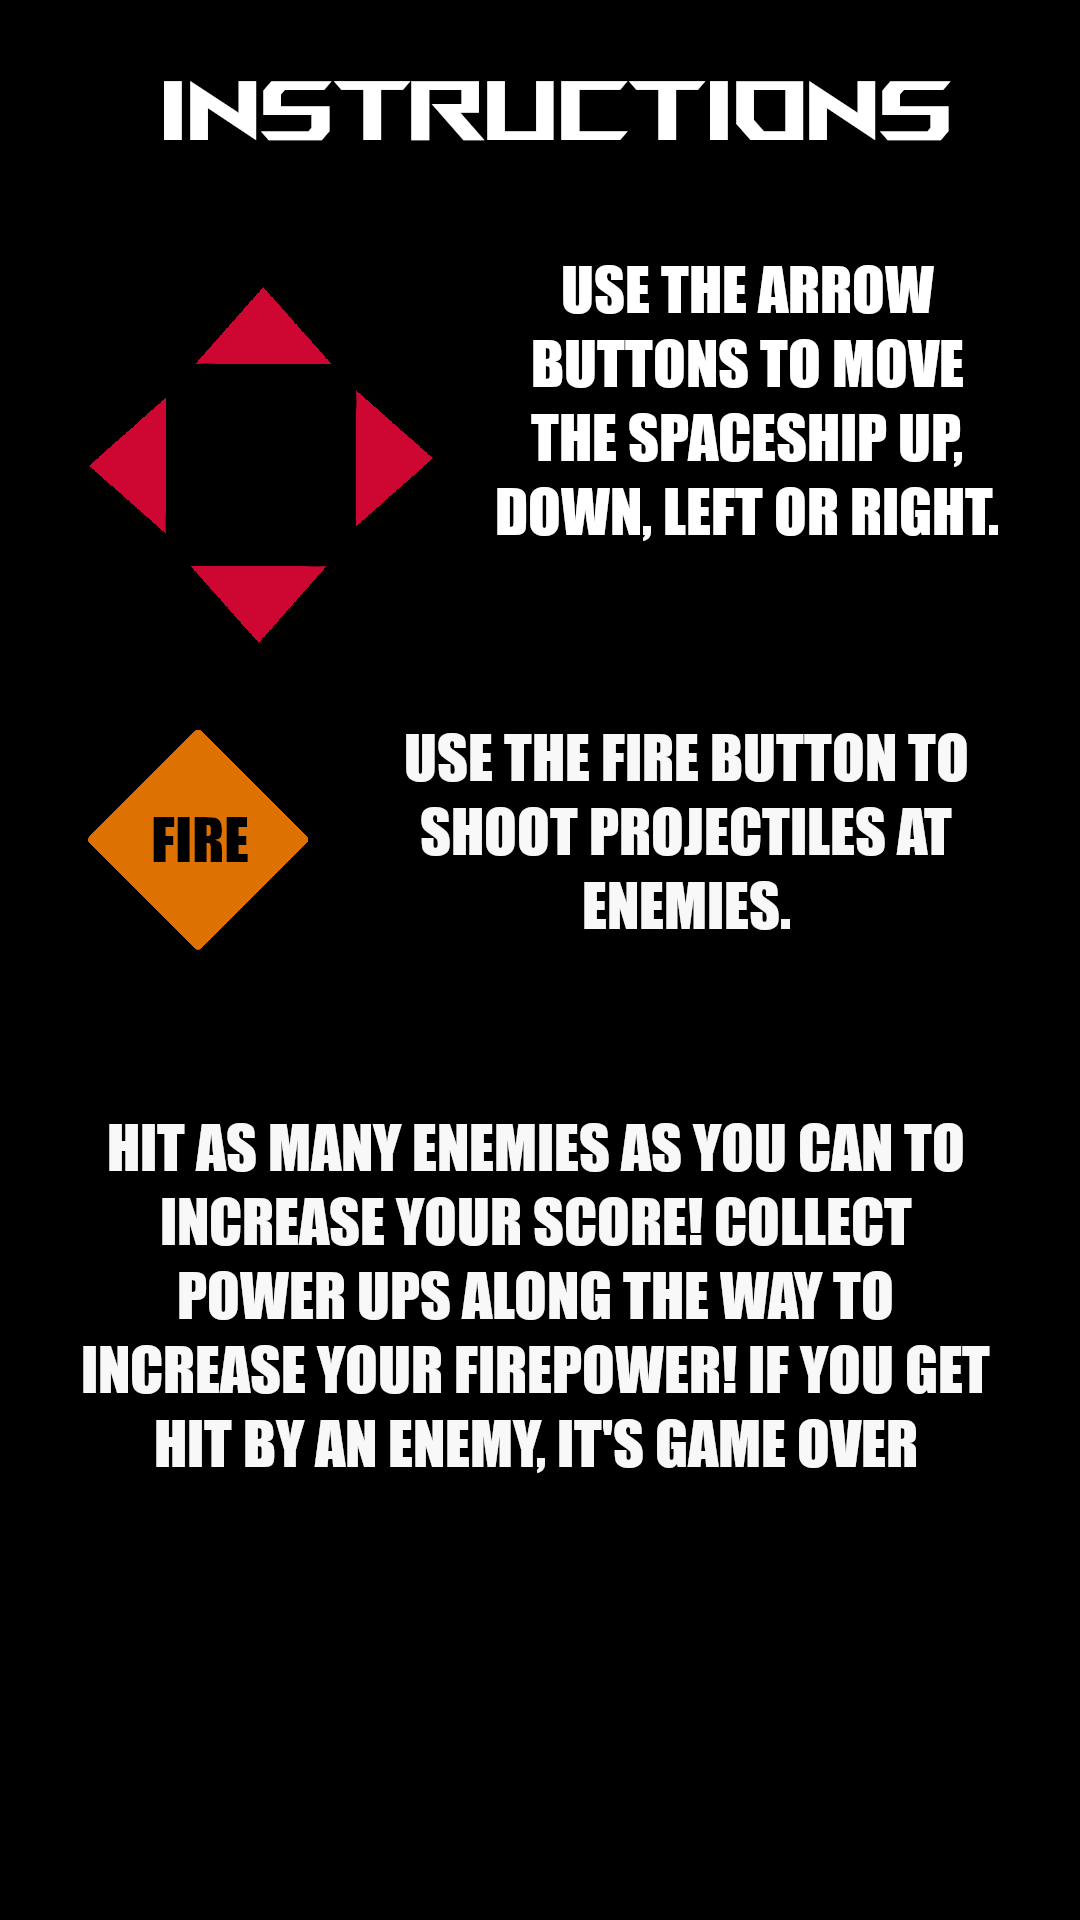 INSTRUCTIONS
USE THE ARROW
BUTTONS TO MOVE
THE SPACESHIP UP,
DOWN, LEFT OR RIGHT.
FIRE
USE THE FIRE BUTTON TO
SHOOT PROJECTILES AT
ENEMIES.
HIT AS MANY ENEMIES AS YOU CAN TO
INCREASE YOUR SCORE! COLLECT
POWER UPS ALONG THE WAY TO
INCREASE YOUR FIREPOWER! IF YOU GET
HIT BY AN ENEMY, IT'S GAME OVER